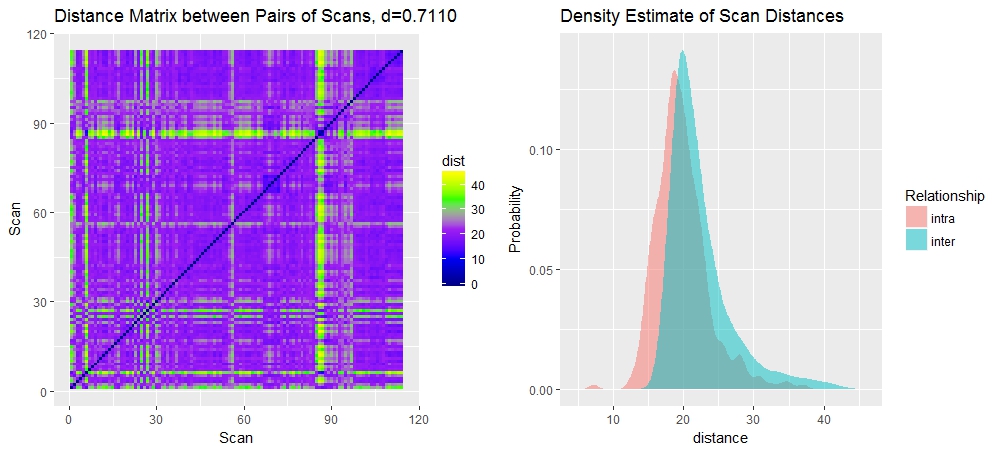 Distance Matrix between Pairs of Scans, d=0.7110
120
90
60
30
0
Scan
0
30
60
90
120
Scan
dist
40
30
20
10
0
Density Estimate of Scan Distances
0.10
0.05
0.00
Probability
10
20
30
40
distance
Relationship
intra
inter